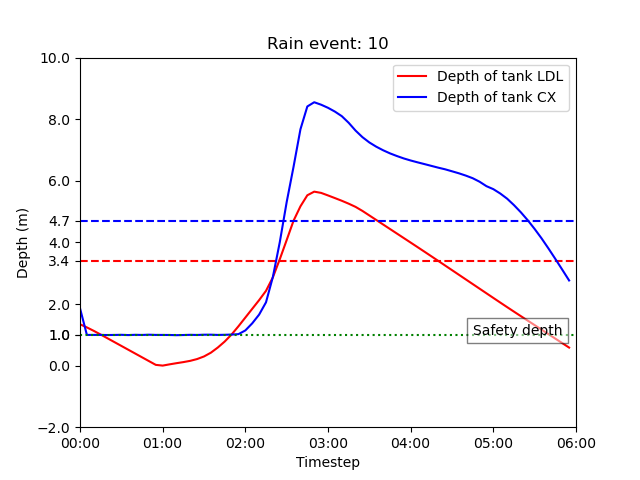 Rain event: 10
10.0
Depth of tank LDL
Depth of tank CX
8.0
6.0
4.7
4.0
3.4
2.0
1.0
0.0
−2.0
Depth (m)
Safety depth
00:00 01:00 02:00 03:00 04:00 05:00 06:00
Timestep